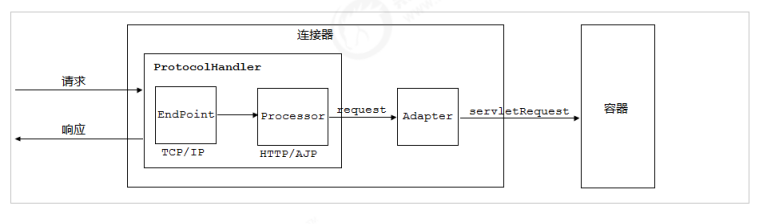 连接器
ProtocolHandler
请求
EndPoint
Processor
request
Adapter
servletRequest
容器
响应
TCP/IP
HTTP/AJP